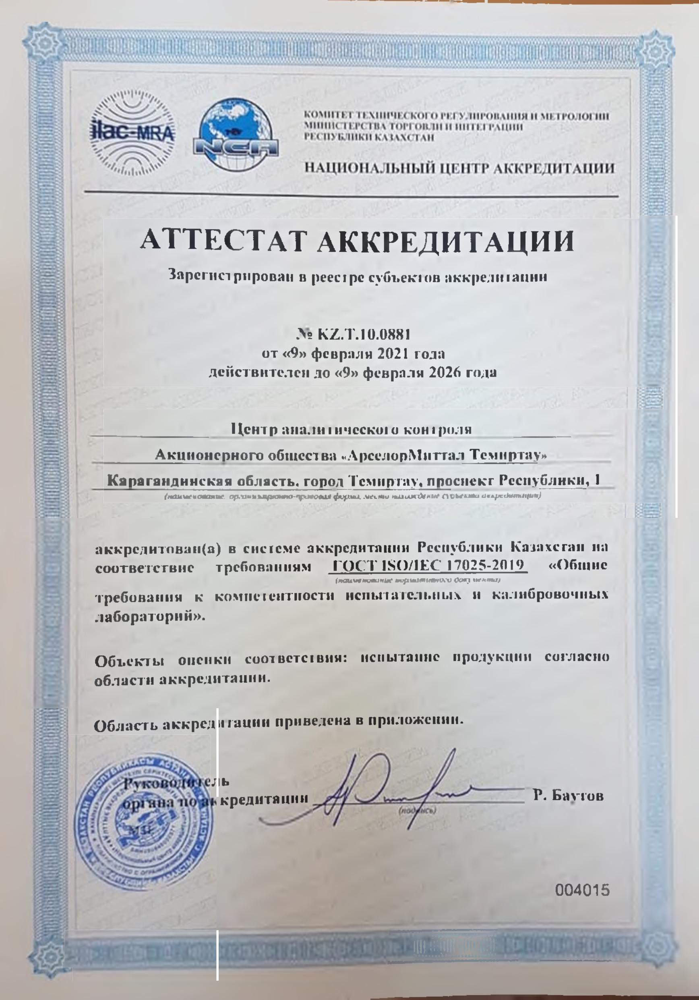 ilac-MRA
NCA
КОМИТЕТ ТЕХНИЧЕСКОГО РЕГУЛИРОВАНИЯ И МЕТРОЛОГИИ
МИНИСТЕРСТВА ТОРГОВЛИ И ИНТЕГРАЦИИ
РЕСПУБЛИКИ КАЗАХСТАН
НАЦИОНАЛЬНЫЙ ЦЕНТР АККРЕДИТАЦИИ
АТТЕСТАТ АККРЕДИТАЦИИ
Зарегистрирован в реестре субъектов аккредитации
№ KZ.T.10.0881
от «9» февраля 2021 года
действителен до «9» февраля 2026 года
Центр аналитического контроля
Акционерного общества «АрселорМиттал Темиртау»
Карагандинская область, город Темиртау, проспект Республики, 1
(наименование, организационно-правовая форма, место нахождение субъекта аккредитации)
аккредитован(а) в системе аккредитации Республики Казахстан на
соответствие требованиям ГОСТ ISO/IEC 17025-2019 «Общие
(наименование нормативного документа)
требования к компетентности испытательных и калибровочных
лабораторий».
Объекты оценки соответствия: испытание продукции согласно
области аккредитации.
Область аккредитации приведена в приложении.
Руководитель
органа по аккредитации
Р. Баутов
(подпись)
004015